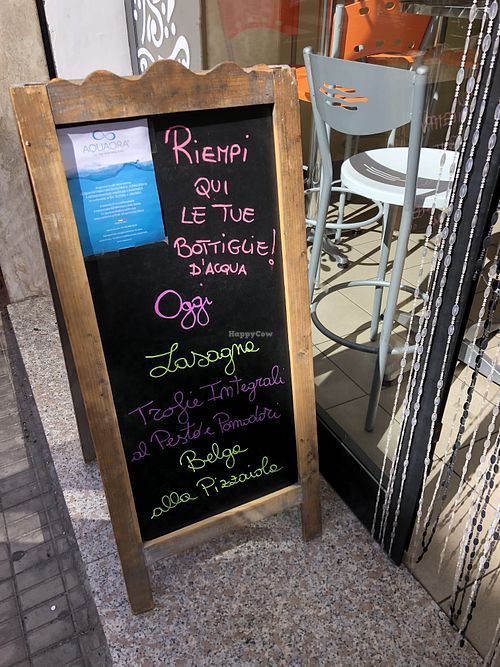 AQUAORA
RIEMPI
QUI
LE TUE
BOTTIGLIE!
D'ACQUA
Oggi
Lasagne
Trofie Integrali
al Pesto e Pomodori
Belga
alla Pizzaiola
HappyCow